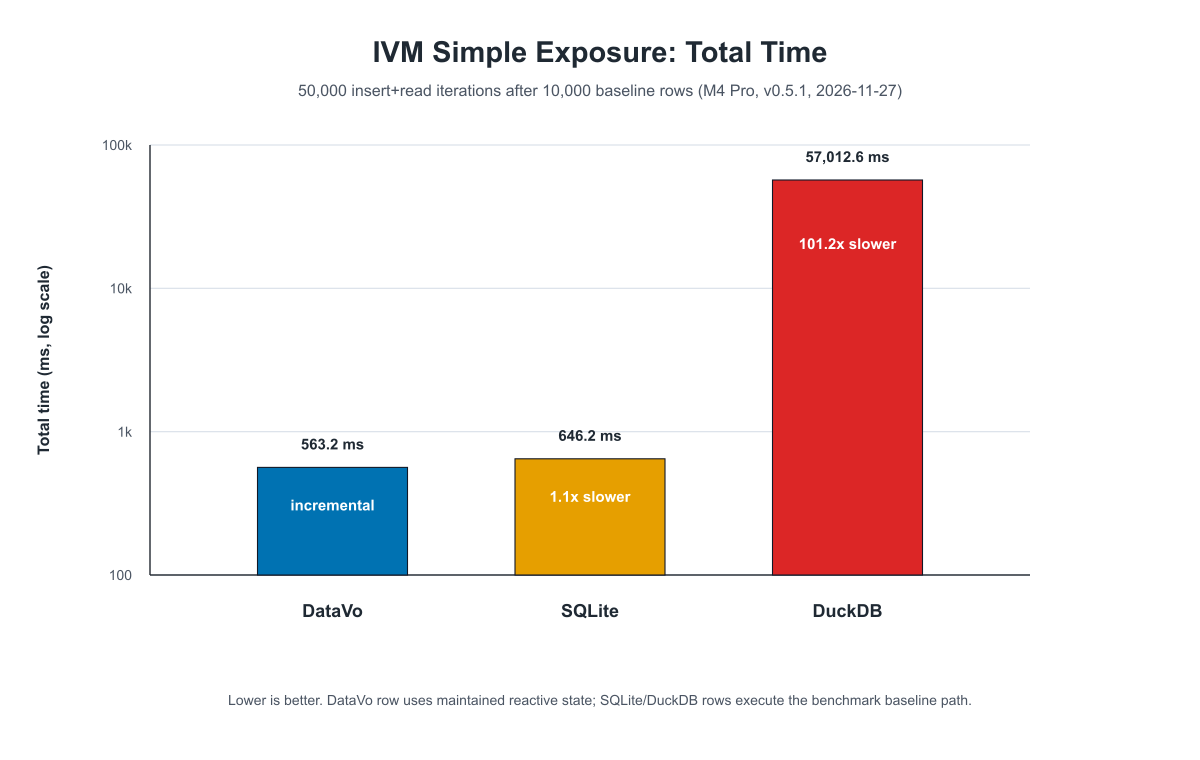 IVM Simple Exposure: Total Time
50,000 insert+read iterations after 10,000 baseline rows (M4 Pro, v0.5.1, 2026-11-27)
Total time (ms, log scale)
100k
10k
1k
100
563.2 ms
incremental
646.2 ms
1.1x slower
57,012.6 ms
101.2x slower
DataVo
SQLite
DuckDB
Lower is better. DataVo row uses maintained reactive state; SQLite/DuckDB rows execute the benchmark baseline path.